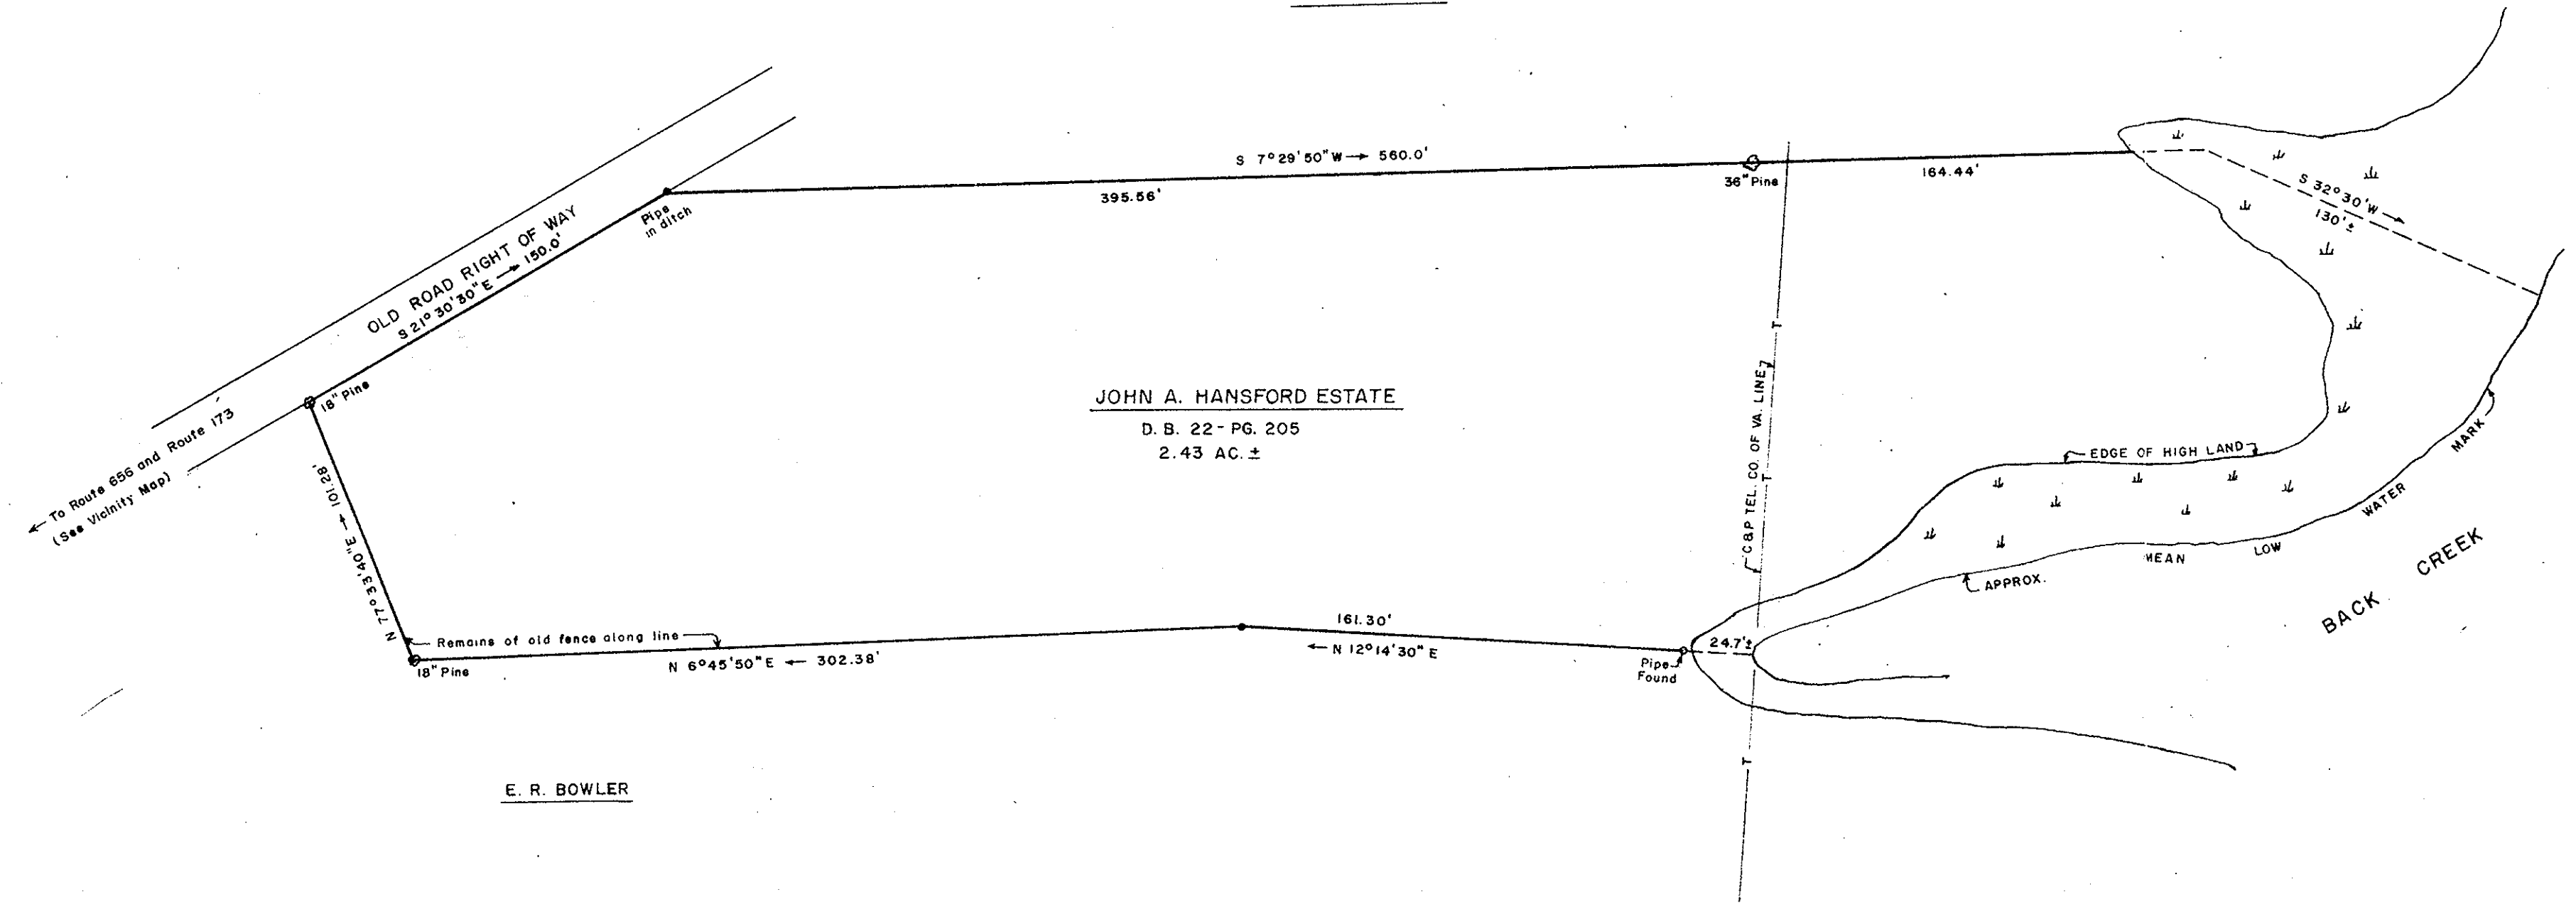 S 7°29'50"W → 560.0'
395.56'
36" Pine
164.44'
S 32°30'W
130'±
OLD ROAD RIGHT OF WAY
S 21°30'30"E → 150.0'
Pipe
in ditch
18" Pine
← To Route 656 and Route 173
(See Vicinity Map)
N 77°33'40"E ← 101.28'
JOHN A. HANSFORD ESTATE
D. B. 22 - PG. 205
2.43 AC. ±
C & P TEL. CO. OF VA. LINE
T
T
T
EDGE OF HIGH LAND
APPROX.
MEAN
LOW
WATER
MARK
BACK CREEK
Remains of old fence along line
18" Pine
N 6°45'50"E ← 302.38'
161.30'
← N 12°14'30"E
24.7'±
Pipe
Found
E. R. BOWLER